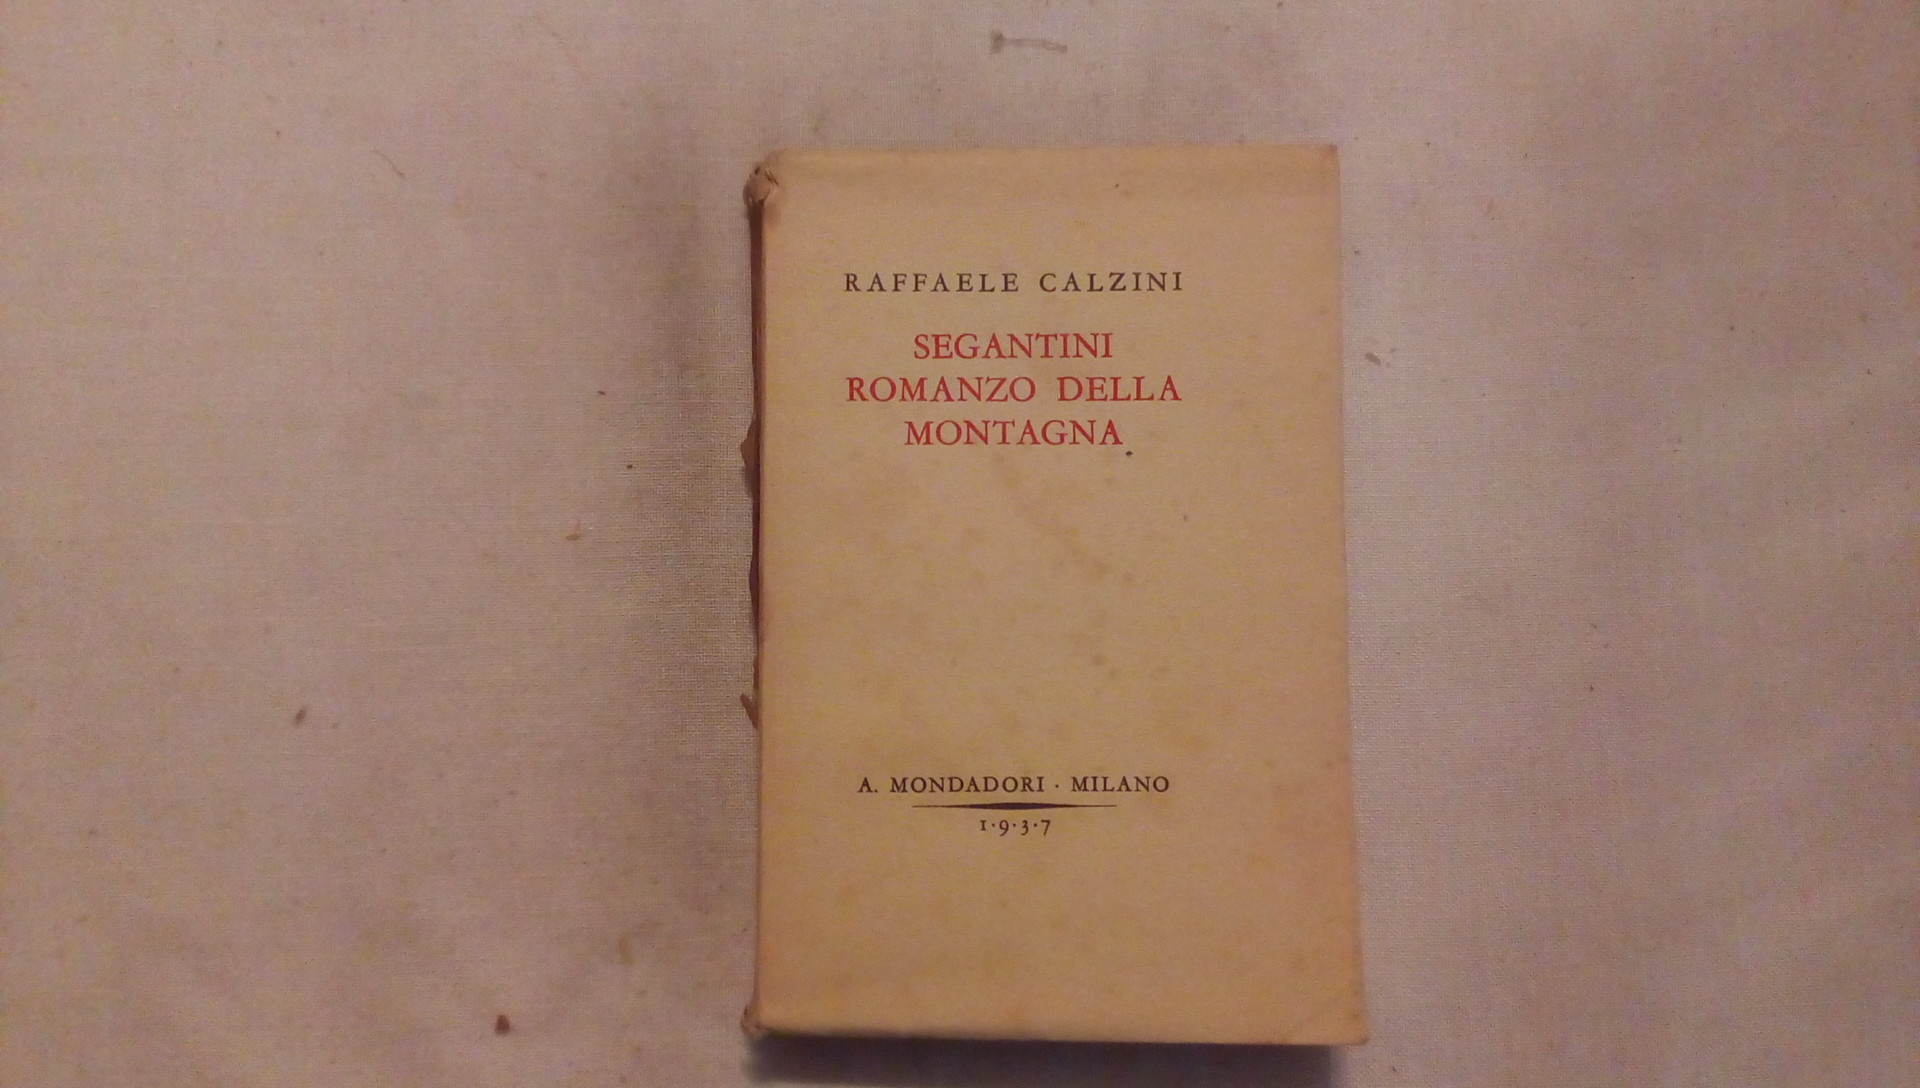 RAFFAELE CALZINI
SEGANTINI
ROMANZO DELLA
MONTAGNA
A. MONDADORI · MILANO
1·9·3·7